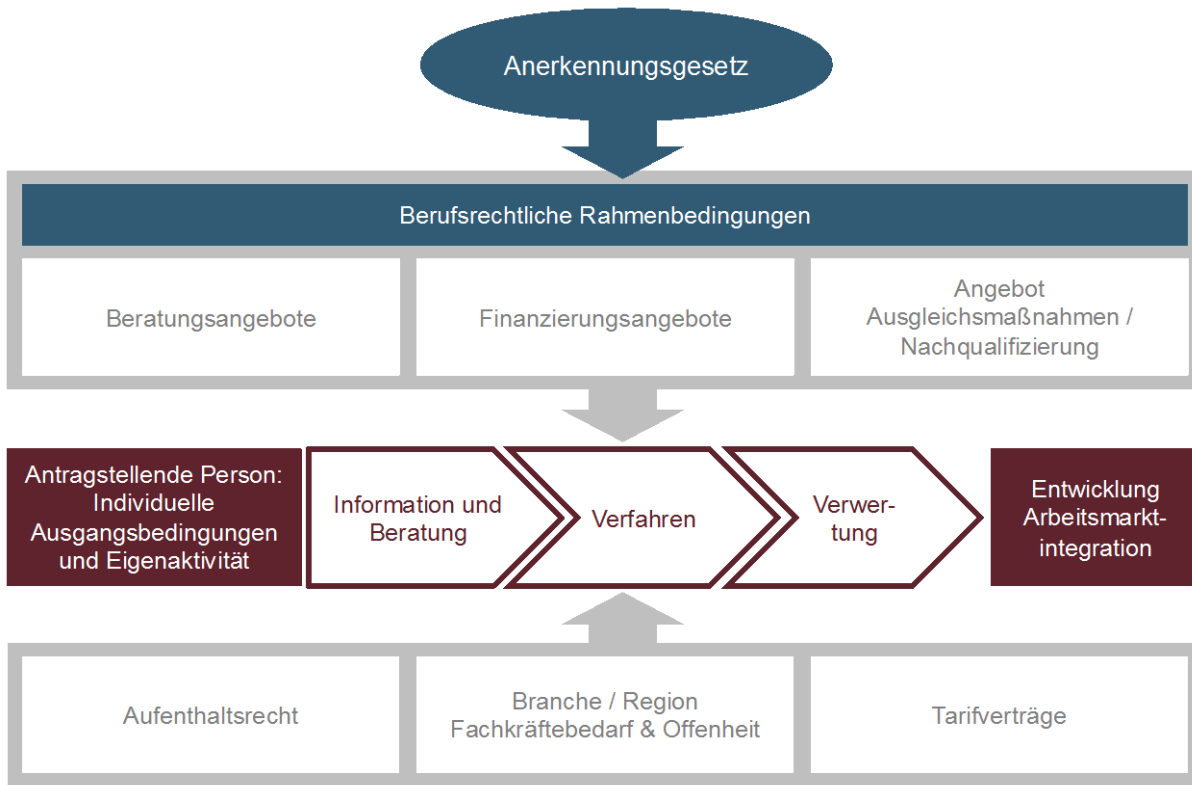 Anerkennungsgesetz
Berufsrechtliche Rahmenbedingungen
Beratungsangebote
Finanzierungsangebote
Angebot
Ausgleichsmaßnahmen /
Nachqualifizierung
Antragstellende Person:
Individuelle
Ausgangsbedingungen
und Eigenaktivität
Information und
Beratung
Verfahren
Verwer-
tung
Entwicklung
Arbeitsmarkt-
integration
Aufenthaltsrecht
Branche / Region
Fachkräftebedarf & Offenheit
Tarifverträge